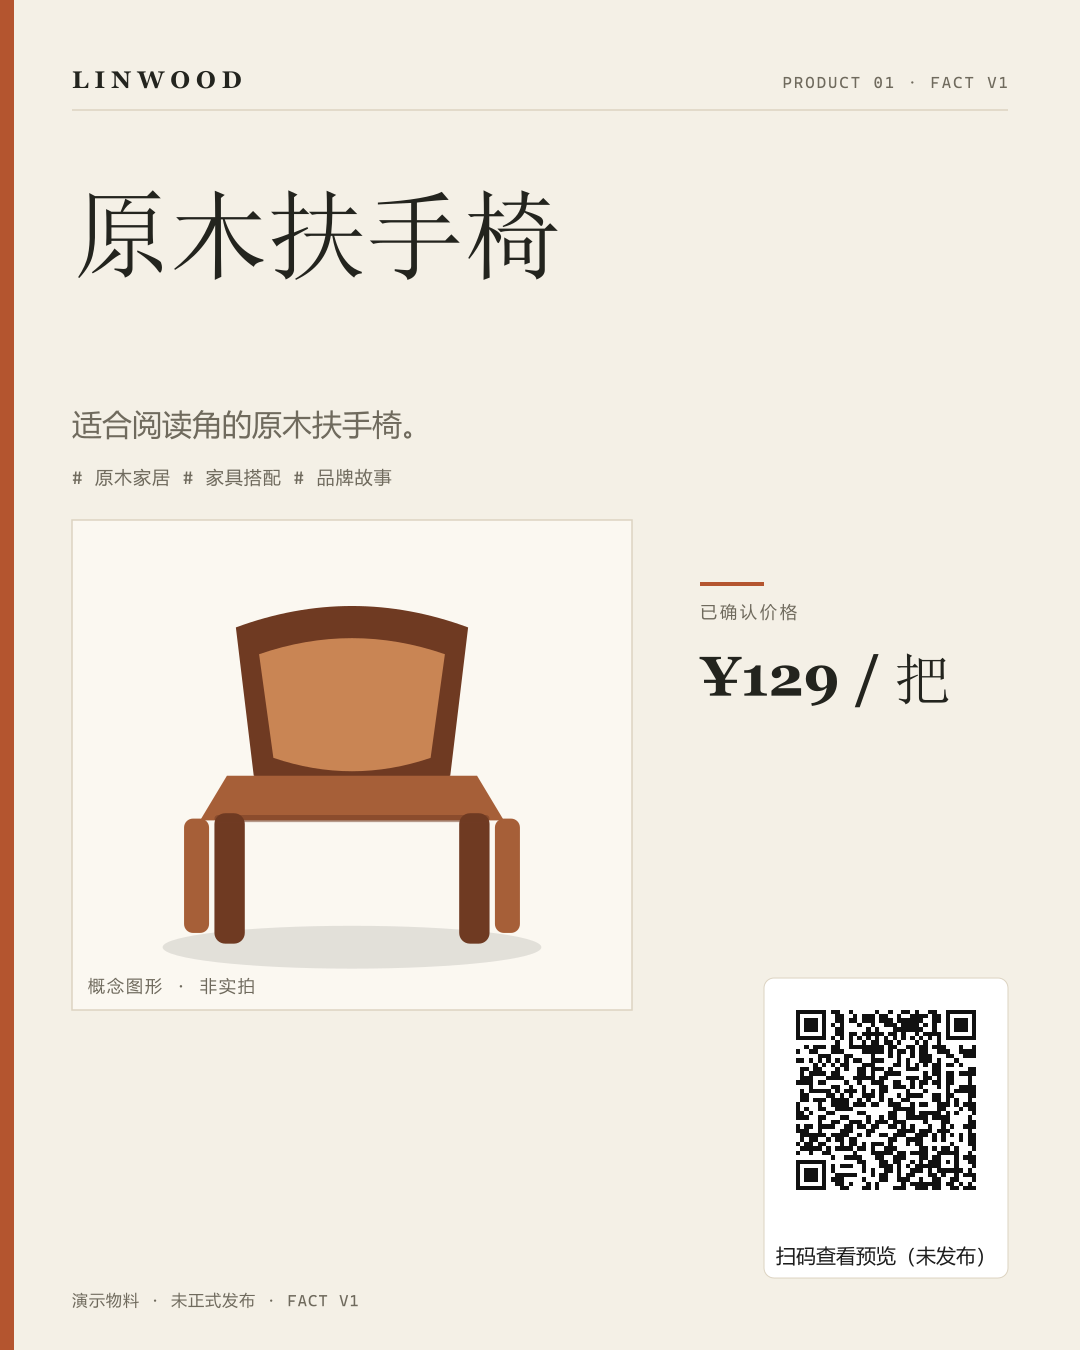 LINWOOD
PRODUCT 01 · FACT V1
原木扶手椅
适合阅读角的原木扶手椅。
# 原木家居 # 家具搭配 # 品牌故事
已确认价格
¥129 / 把
概念图形 · 非实拍
扫码查看预览（未发布）
演示物料 · 未正式发布 · FACT V1